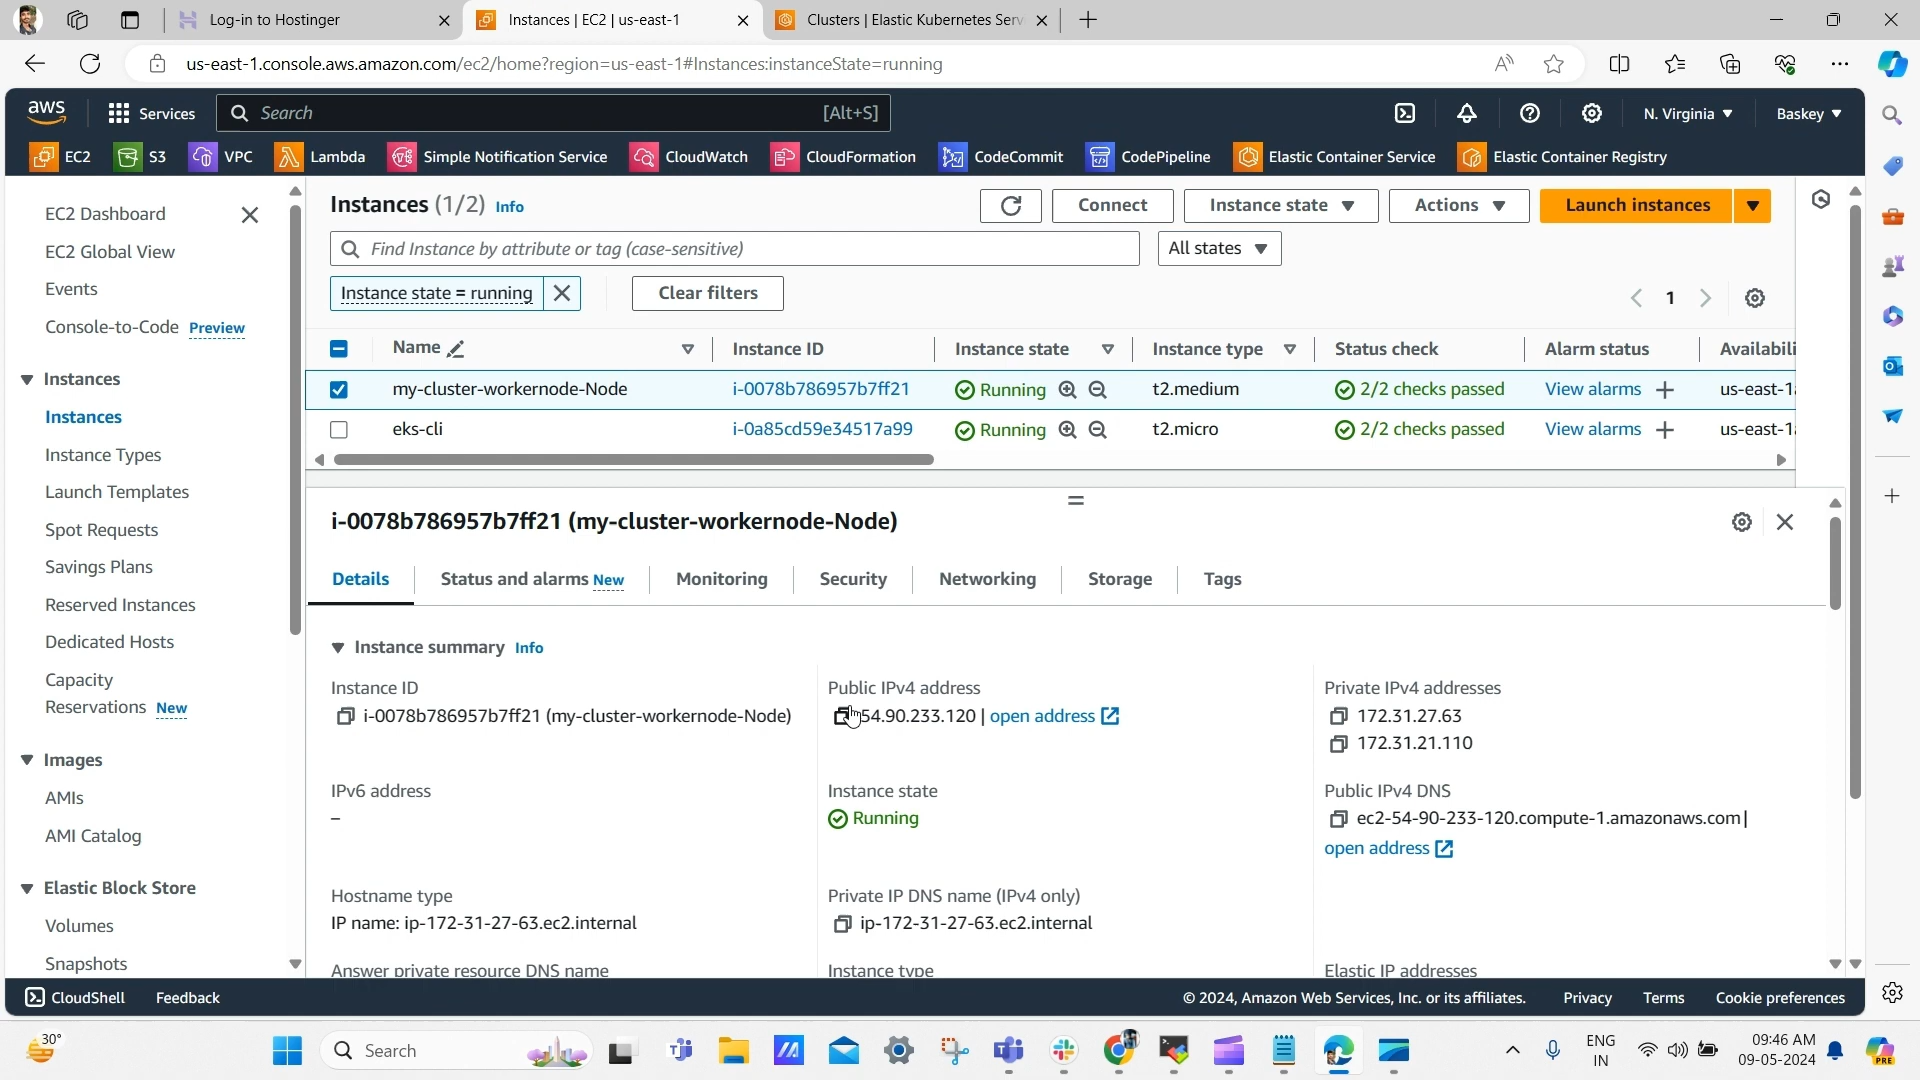 Log-in to Hostinger
Instances | EC2 | us-east-1
Clusters | Elastic Kubernetes Serv
us-east-1.console.aws.amazon.com/ec2/home?region=us-east-1#Instances:instanceState=running
aws
Services
Search
[Alt+S]
N. Virginia
Baskey
EC2
S3
VPC
Lambda
Simple Notification Service
CloudWatch
CloudFormation
CodeCommit
CodePipeline
Elastic Container Service
Elastic Container Registry
EC2 Dashboard
EC2 Global View
Events
Console-to-Code Preview
Instances
Instances
Instance Types
Launch Templates
Spot Requests
Savings Plans
Reserved Instances
Dedicated Hosts
Capacity
Reservations New
Images
AMIs
AMI Catalog
Elastic Block Store
Volumes
Snapshots
Instances (1/2) Info
Connect
Instance state
Actions
Launch instances
Find Instance by attribute or tag (case-sensitive)
All states
Instance state = running
Clear filters
1
Name
Instance ID
Instance state
Instance type
Status check
Alarm status
Availabili
my-cluster-workernode-Node
i-0078b786957b7ff21
Running
t2.medium
2/2 checks passed
View alarms
us-east-1a
eks-cli
i-0a85cd59e34517a99
Running
t2.micro
2/2 checks passed
View alarms
us-east-1a
i-0078b786957b7ff21 (my-cluster-workernode-Node)
Details
Status and alarms New
Monitoring
Security
Networking
Storage
Tags
Instance summary Info
Instance ID
i-0078b786957b7ff21 (my-cluster-workernode-Node)
Public IPv4 address
54.90.233.120 | open address
Private IPv4 addresses
172.31.27.63
172.31.21.110
IPv6 address
–
Instance state
Running
Public IPv4 DNS
ec2-54-90-233-120.compute-1.amazonaws.com |
open address
Hostname type
IP name: ip-172-31-27-63.ec2.internal
Private IP DNS name (IPv4 only)
ip-172-31-27-63.ec2.internal
Answer private resource DNS name
Instance type
Elastic IP addresses
CloudShell
Feedback
© 2024, Amazon Web Services, Inc. or its affiliates.
Privacy
Terms
Cookie preferences
30°
Search
ENG
IN
09:46 AM
09-05-2024
PRE